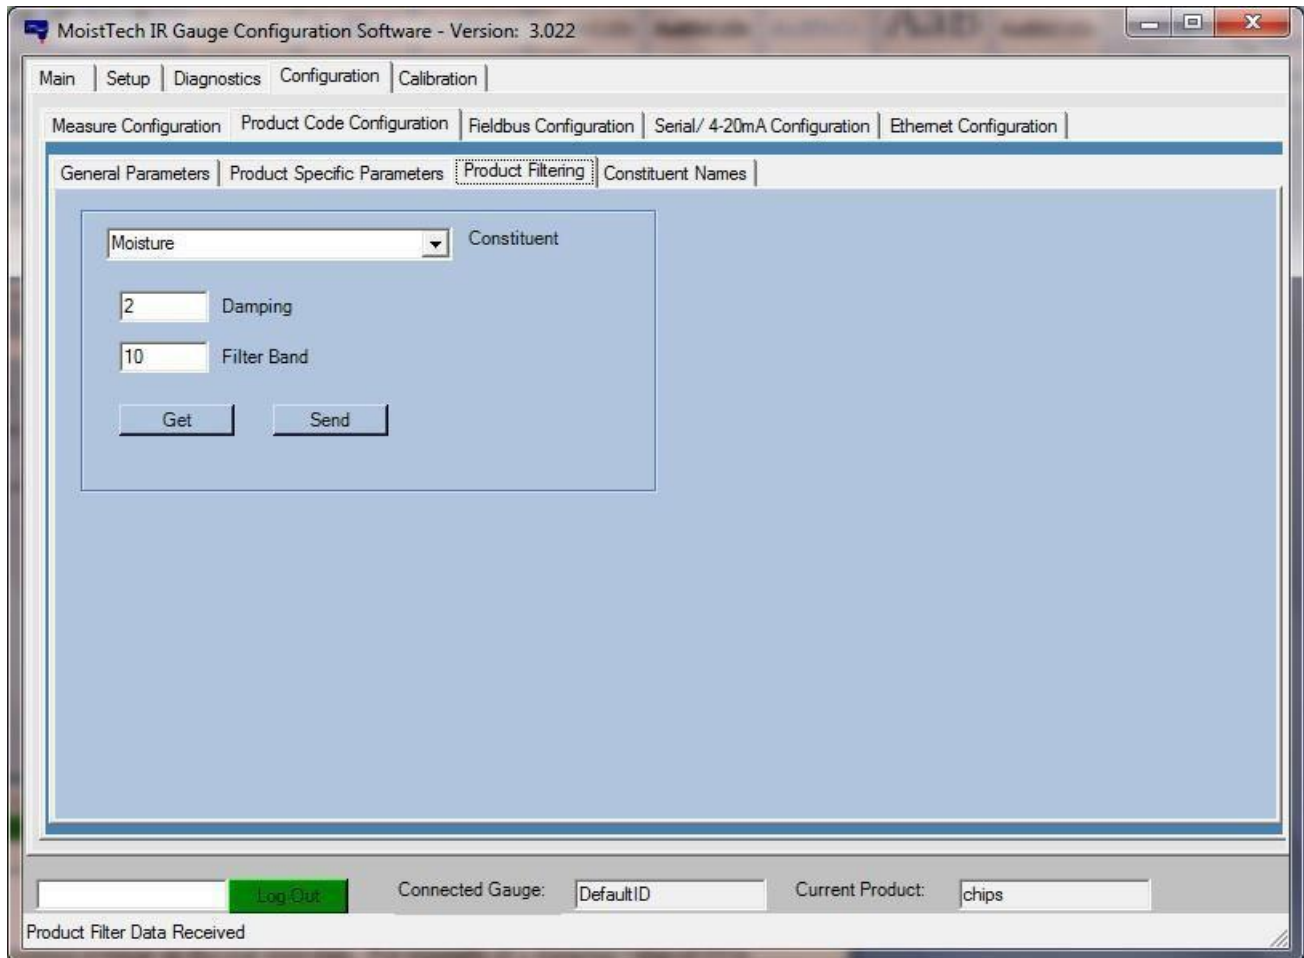 MoistTech IR Gauge Configuration Software - Version: 3.022
Main Setup Diagnostics Configuration Calibration
Measure Configuration Product Code Configuration Fieldbus Configuration Serial/ 4-20mA Configuration Ethernet Configuration
General Parameters Product Specific Parameters Product Filtering Constituent Names
Moisture Constituent
2 Damping
10 Filter Band
Get Send
Log Out Connected Gauge: DefaultID Current Product: chips
Product Filter Data Received